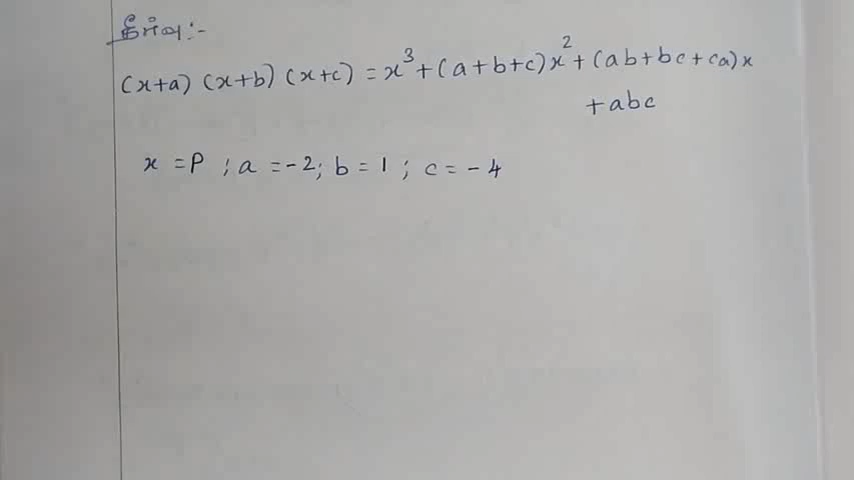 தீர்வு:-
(x+a) (x+b) (x+c) = x³ + (a+b+c)x² + (ab+bc+ca)x
+ abc
x = P ; a = -2; b = 1 ; c = -4